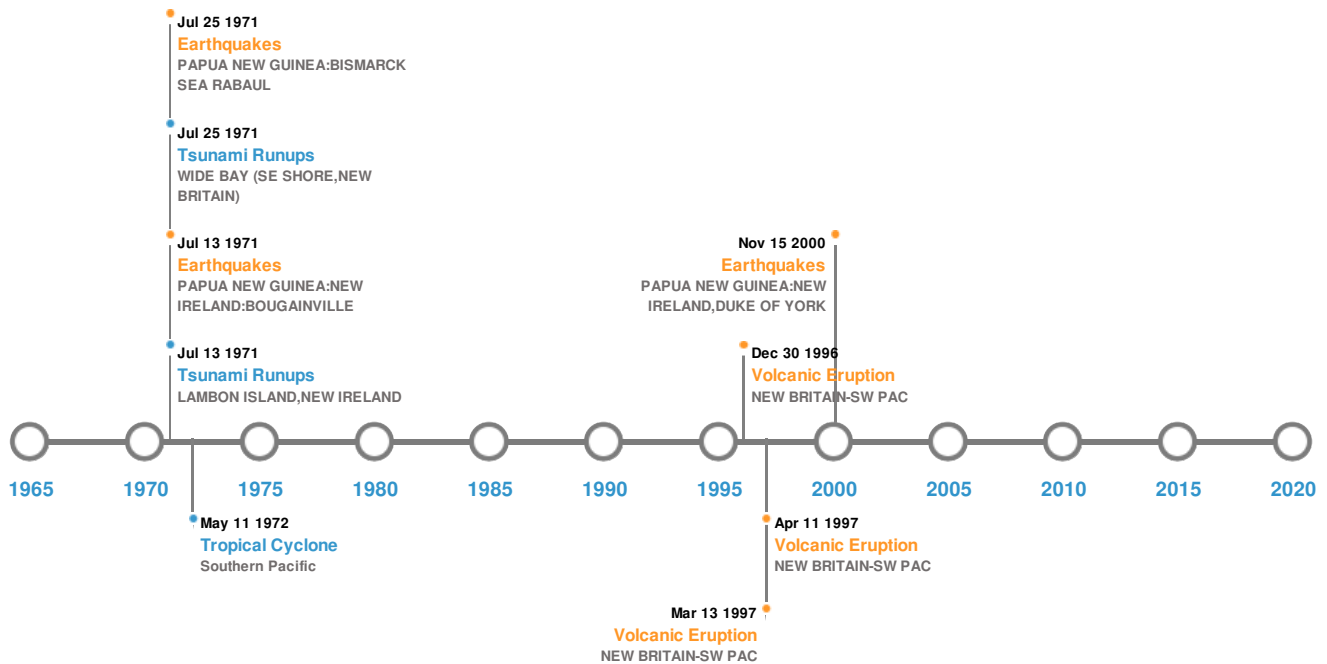 Jul 25 1971
Earthquakes
PAPUA NEW GUINEA:BISMARCK
SEA RABAUL
Jul 25 1971
Tsunami Runups
WIDE BAY (SE SHORE,NEW
BRITAIN)
Jul 13 1971
Earthquakes
PAPUA NEW GUINEA:NEW
IRELAND:BOUGAINVILLE
Jul 13 1971
Tsunami Runups
LAMBON ISLAND,NEW IRELAND
Nov 15 2000
Earthquakes
PAPUA NEW GUINEA:NEW
IRELAND,DUKE OF YORK
Dec 30 1996
Volcanic Eruption
NEW BRITAIN-SW PAC
1965 1970 1975 1980 1985 1990 1995 2000 2005 2010 2015 2020
May 11 1972
Tropical Cyclone
Southern Pacific
Apr 11 1997
Volcanic Eruption
NEW BRITAIN-SW PAC
Mar 13 1997
Volcanic Eruption
NEW BRITAIN-SW PAC